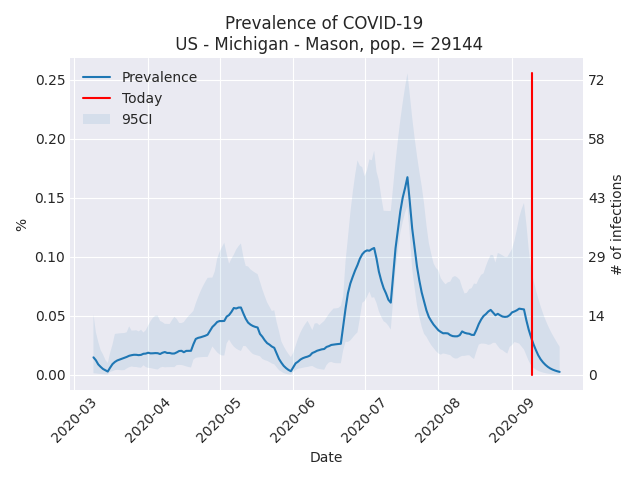 Prevalence of COVID-19
US - Michigan - Mason, pop. = 29144
Prevalence
Today
95CI
0.25
0.20
0.15
0.10
0.05
0.00
%
72
58
43
29
14
0
# of infections
2020-03
2020-04
2020-05
2020-06
2020-07
2020-08
2020-09
Date